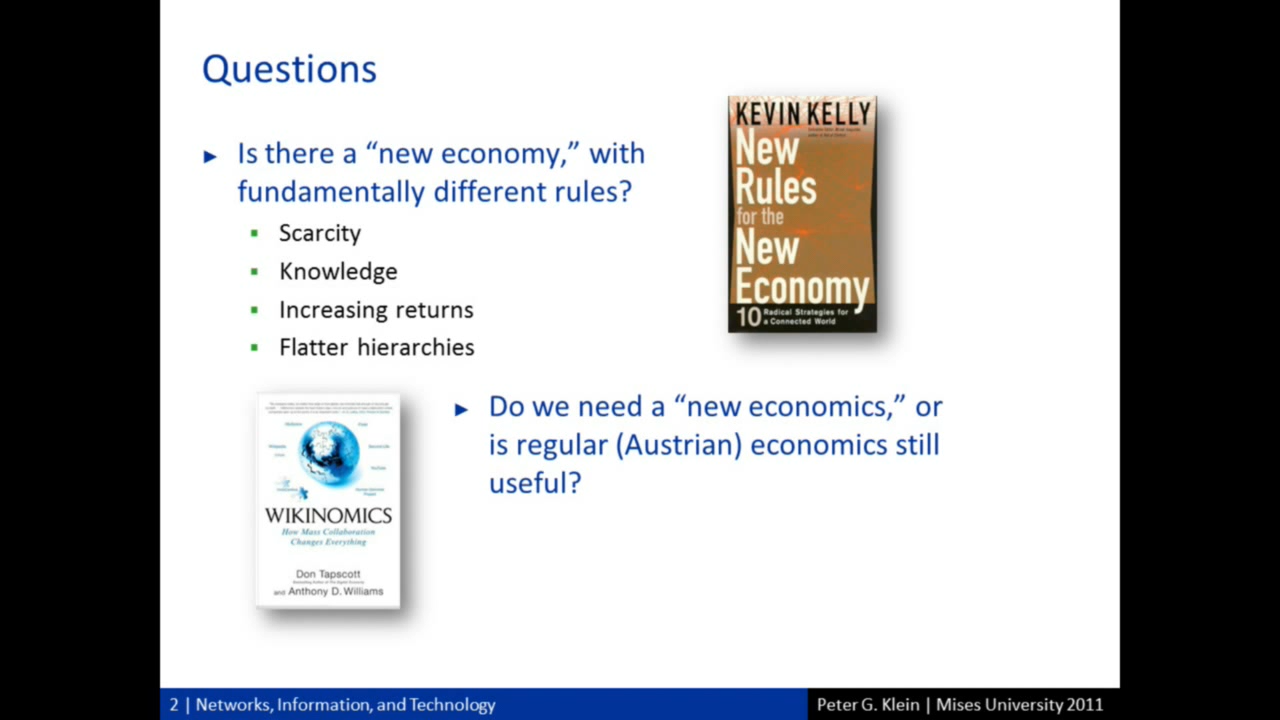 Questions
► Is there a “new economy,” with
fundamentally different rules?
▪ Scarcity
▪ Knowledge
▪ Increasing returns
▪ Flatter hierarchies
KEVIN KELLY
New
Rules
for the
New
Economy
10 Radical Strategies for
a Connected World
► Do we need a “new economics,” or
is regular (Austrian) economics still
useful?
WIKINOMICS
How Mass Collaboration
Changes Everything
Don Tapscott
and Anthony D. Williams
2 | Networks, Information, and Technology
Peter G. Klein | Mises University 2011